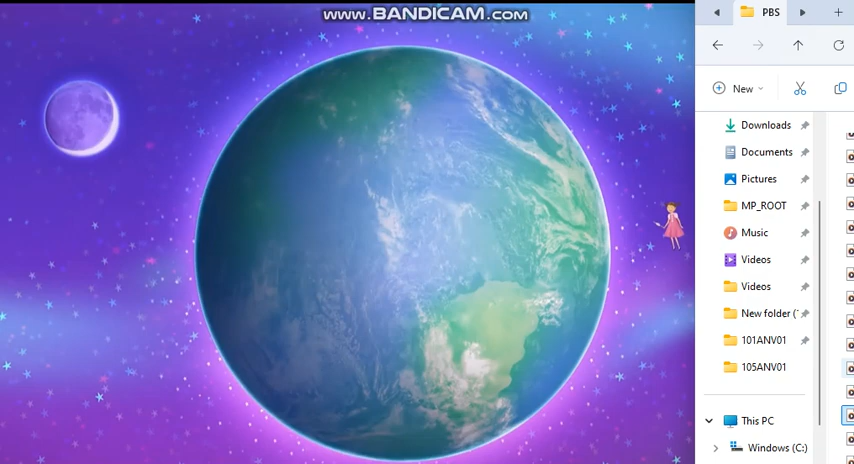 www.BANDICAM.com
PBS
New
Downloads
Documents
Pictures
MP_ROOT
Music
Videos
Videos
New folder (
101ANV01
105ANV01
This PC
Windows (C:)